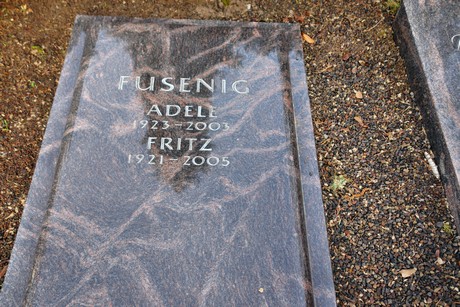 FUSENIG
ADELE
1923-2003
FRITZ
1921-2005